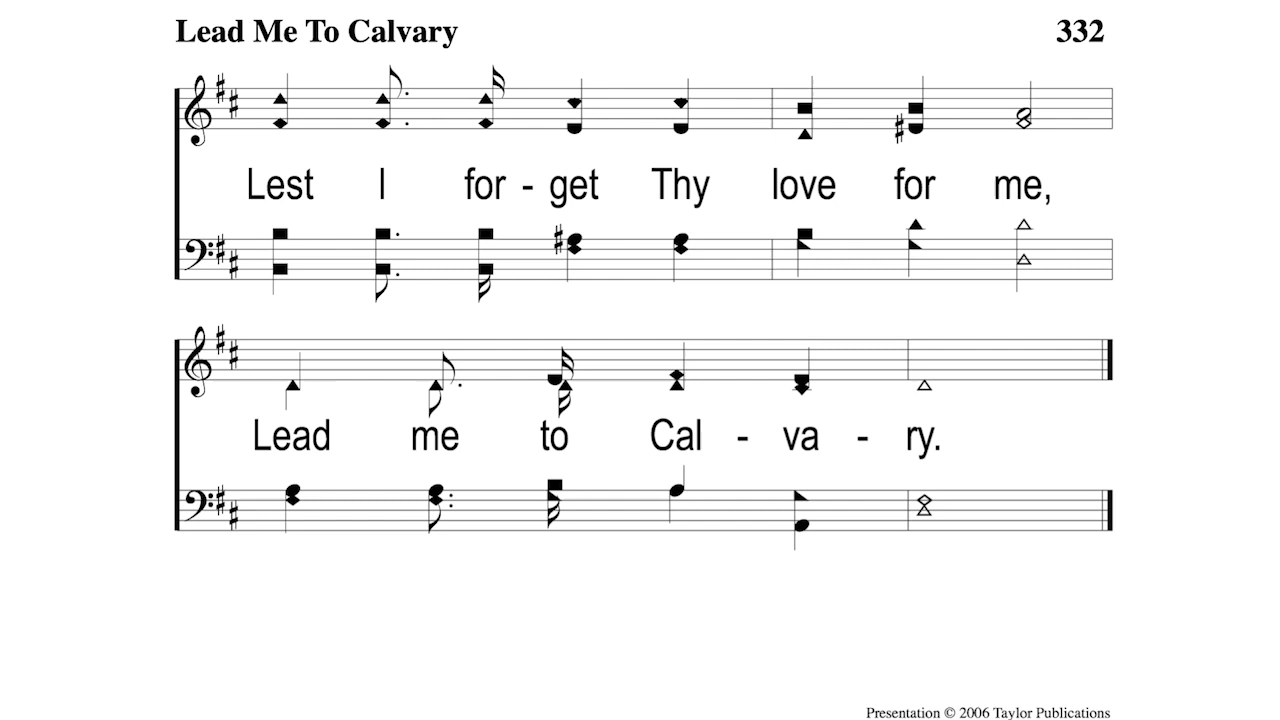 Lead Me To Calvary 332
Lest I for - get Thy love for me,
Lead me to Cal - va - ry.
Presentation © 2006 Taylor Publications